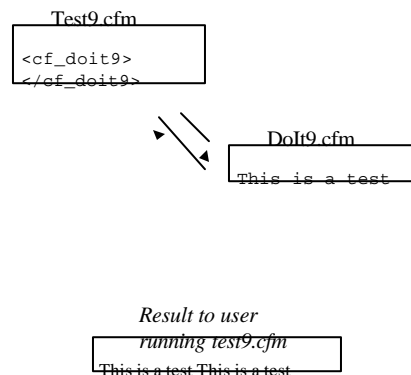 Test9.cfm
<cf_doit9>
</cf_doit9>
DoIt9.cfm
This is a test
Result to user
running test9.cfm
This is a test This is a test